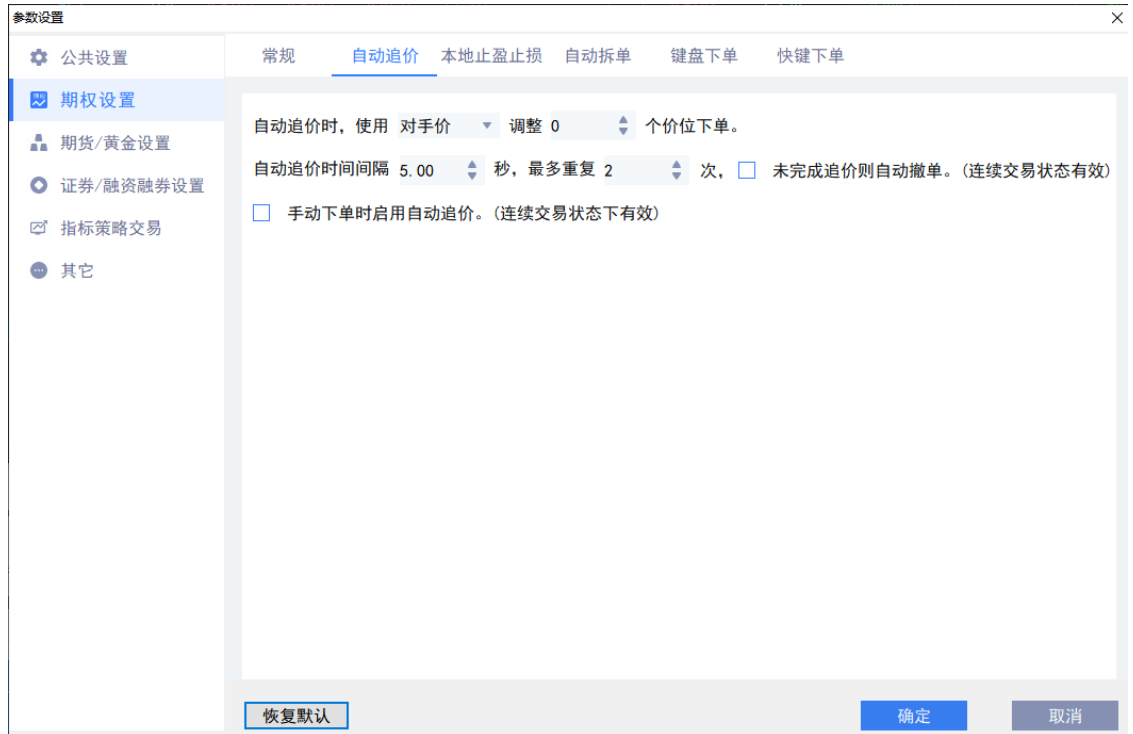 参数设置
公共设置
期权设置
期货/黄金设置
证券/融资融券设置
指标策略交易
其它
常规 自动追价 本地止盈止损 自动拆单 键盘下单 快键下单
自动追价时，使用 对手价 调整 0 个价位下单。
自动追价时间间隔 5.00 秒，最多重复 2 次， 未完成追价则自动撤单。(连续交易状态有效)
手动下单时启用自动追价。(连续交易状态下有效)
恢复默认 确定 取消